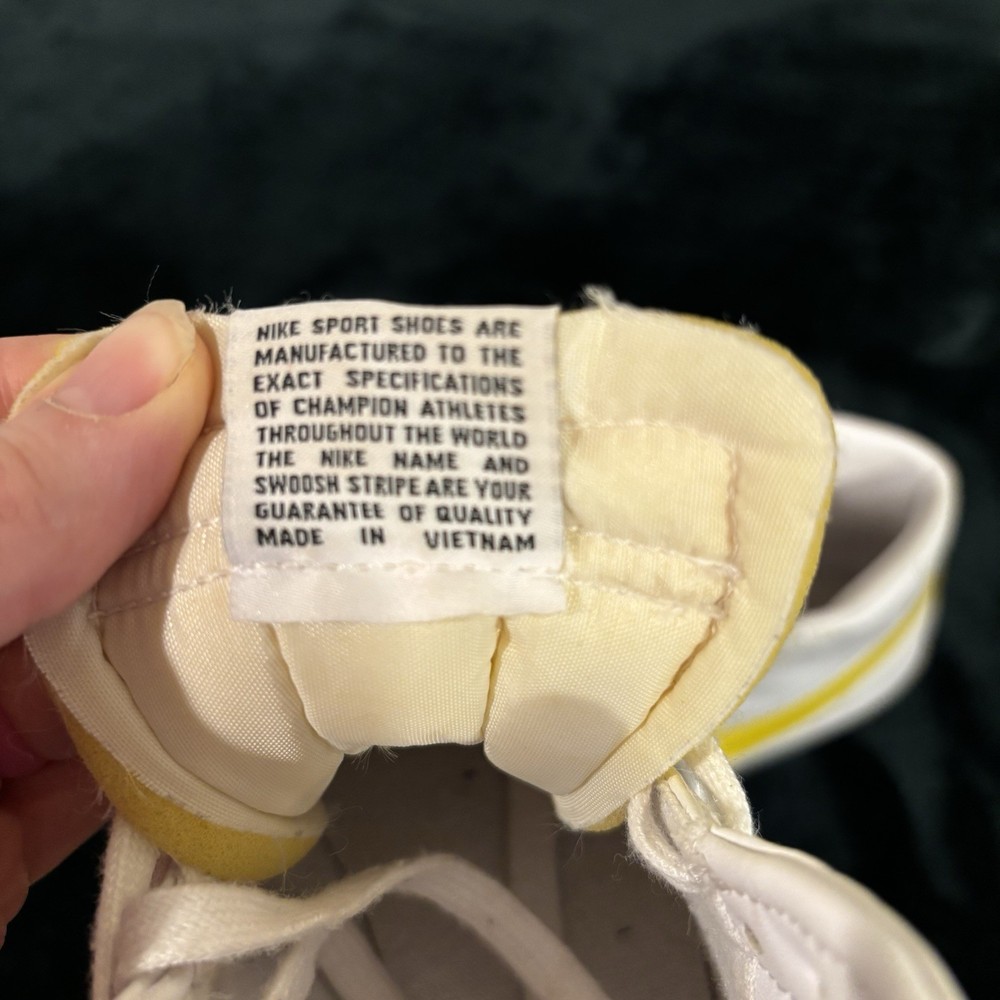 NIKE SPORT SHOES ARE
MANUFACTURED TO THE
EXACT SPECIFICATIONS
OF CHAMPION ATHLETES
THROUGHOUT THE WORLD
THE NIKE NAME AND
SWOOSH STRIPE ARE YOUR
GUARANTEE OF QUALITY
MADE IN VIETNAM